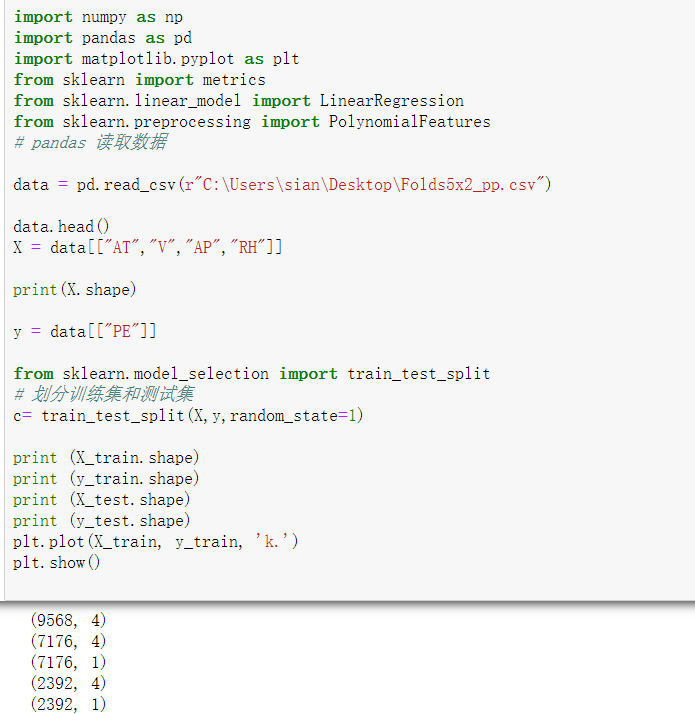 import numpy as np
import pandas as pd
import matplotlib.pyplot as plt
from sklearn import metrics
from sklearn.linear_model import LinearRegression
from sklearn.preprocessing import PolynomialFeatures
# pandas 读取数据
data = pd.read_csv(r"C:\Users\sian\Desktop\Folds5x2_pp.csv")
data.head()
X = data[["AT","V","AP","RH"]]
print(X.shape)
y = data[["PE"]]
from sklearn.model_selection import train_test_split
# 划分训练集和测试集
c= train_test_split(X,y,random_state=1)
print (X_train.shape)
print (y_train.shape)
print (X_test.shape)
print (y_test.shape)
plt.plot(X_train, y_train, 'k.')
plt.show()
(9568, 4)
(7176, 4)
(7176, 1)
(2392, 4)
(2392, 1)